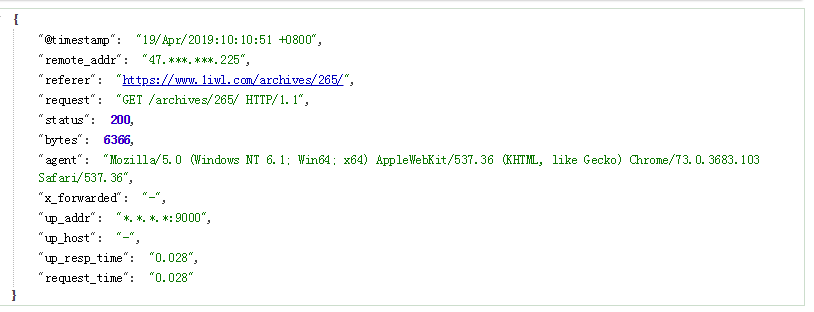 {
"@timestamp": "19/Apr/2019:10:10:51 +0800",
"remote_addr": "47.***.***.225",
"referer": "https://www.1iwl.com/archives/265/",
"request": "GET /archives/265/ HTTP/1.1",
"status": 200,
"bytes": 6366,
"agent": "Mozilla/5.0 (Windows NT 6.1; Win64; x64) AppleWebKit/537.36 (KHTML, like Gecko) Chrome/73.0.3683.103
Safari/537.36",
"x_forwarded": "-",
"up_addr": "*.*.*.*:9000",
"up_host": "-",
"up_resp_time": "0.028",
"request_time": "0.028"
}